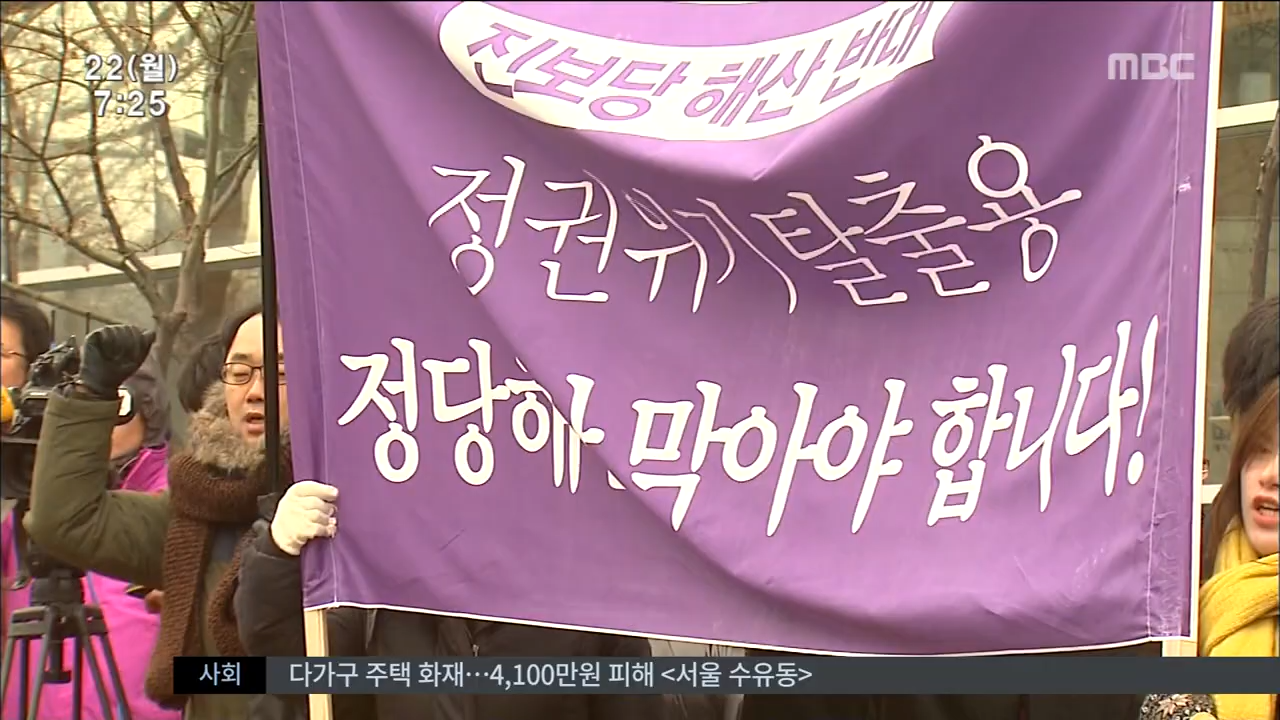 22(월)
7:25
MBC
진보당 해산 반대
정권위기탈출용
정당해 막아야 합니다!
사회
다가구 주택 화재…4,100만원 피해 <서울 수유동>